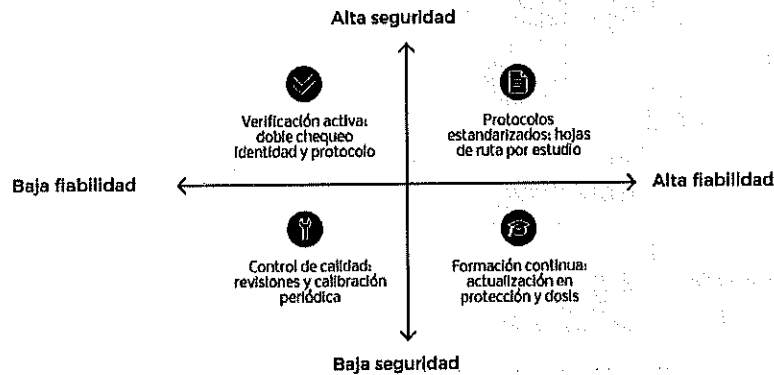 Alta seguridad
Verificación activa:
doble chequeo
identidad y protocolo
Protocolos
estandarizados: hojas
de ruta por estudio
Baja fiabilidad
Alta fiabilidad
Control de calidad:
revisiones y calibración
periódica
Formación continua:
actualización en
protección y dosis
Baja seguridad